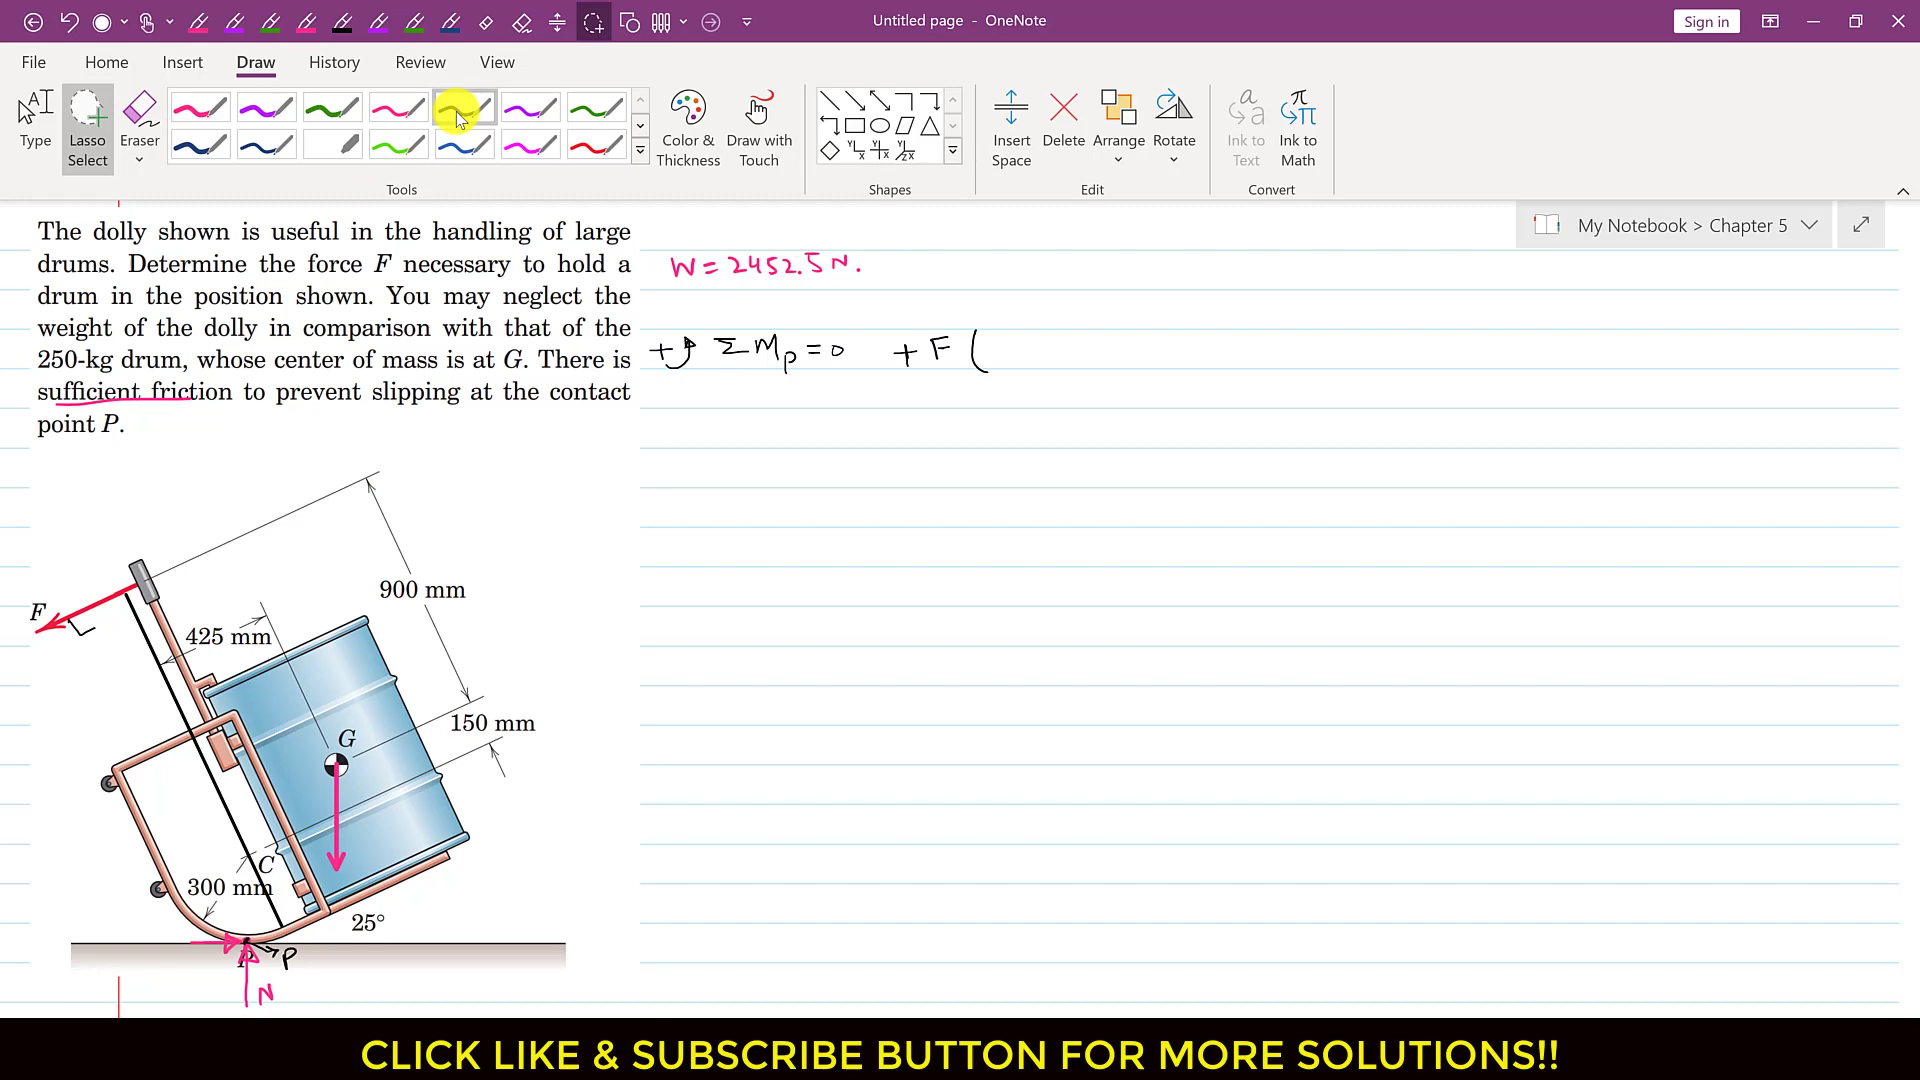 Untitled page - OneNote
Sign in
File Home Insert Draw History Review View
Type
Lasso Select
Eraser
Color & Thickness
Draw with Touch
Insert Space
Delete
Arrange
Rotate
Ink to Text
Ink to Math
Tools
Shapes
Edit
Convert
My Notebook > Chapter 5
The dolly shown is useful in the handling of large
drums. Determine the force F necessary to hold a
drum in the position shown. You may neglect the
weight of the dolly in comparison with that of the
250-kg drum, whose center of mass is at G. There is
sufficient friction to prevent slipping at the contact
point P.
W = 2452.5 N.
+ ΣMp = 0 + F (
900 mm
F
425 mm
150 mm
G
C
300 mm
25°
P
P
N
CLICK LIKE & SUBSCRIBE BUTTON FOR MORE SOLUTIONS!!